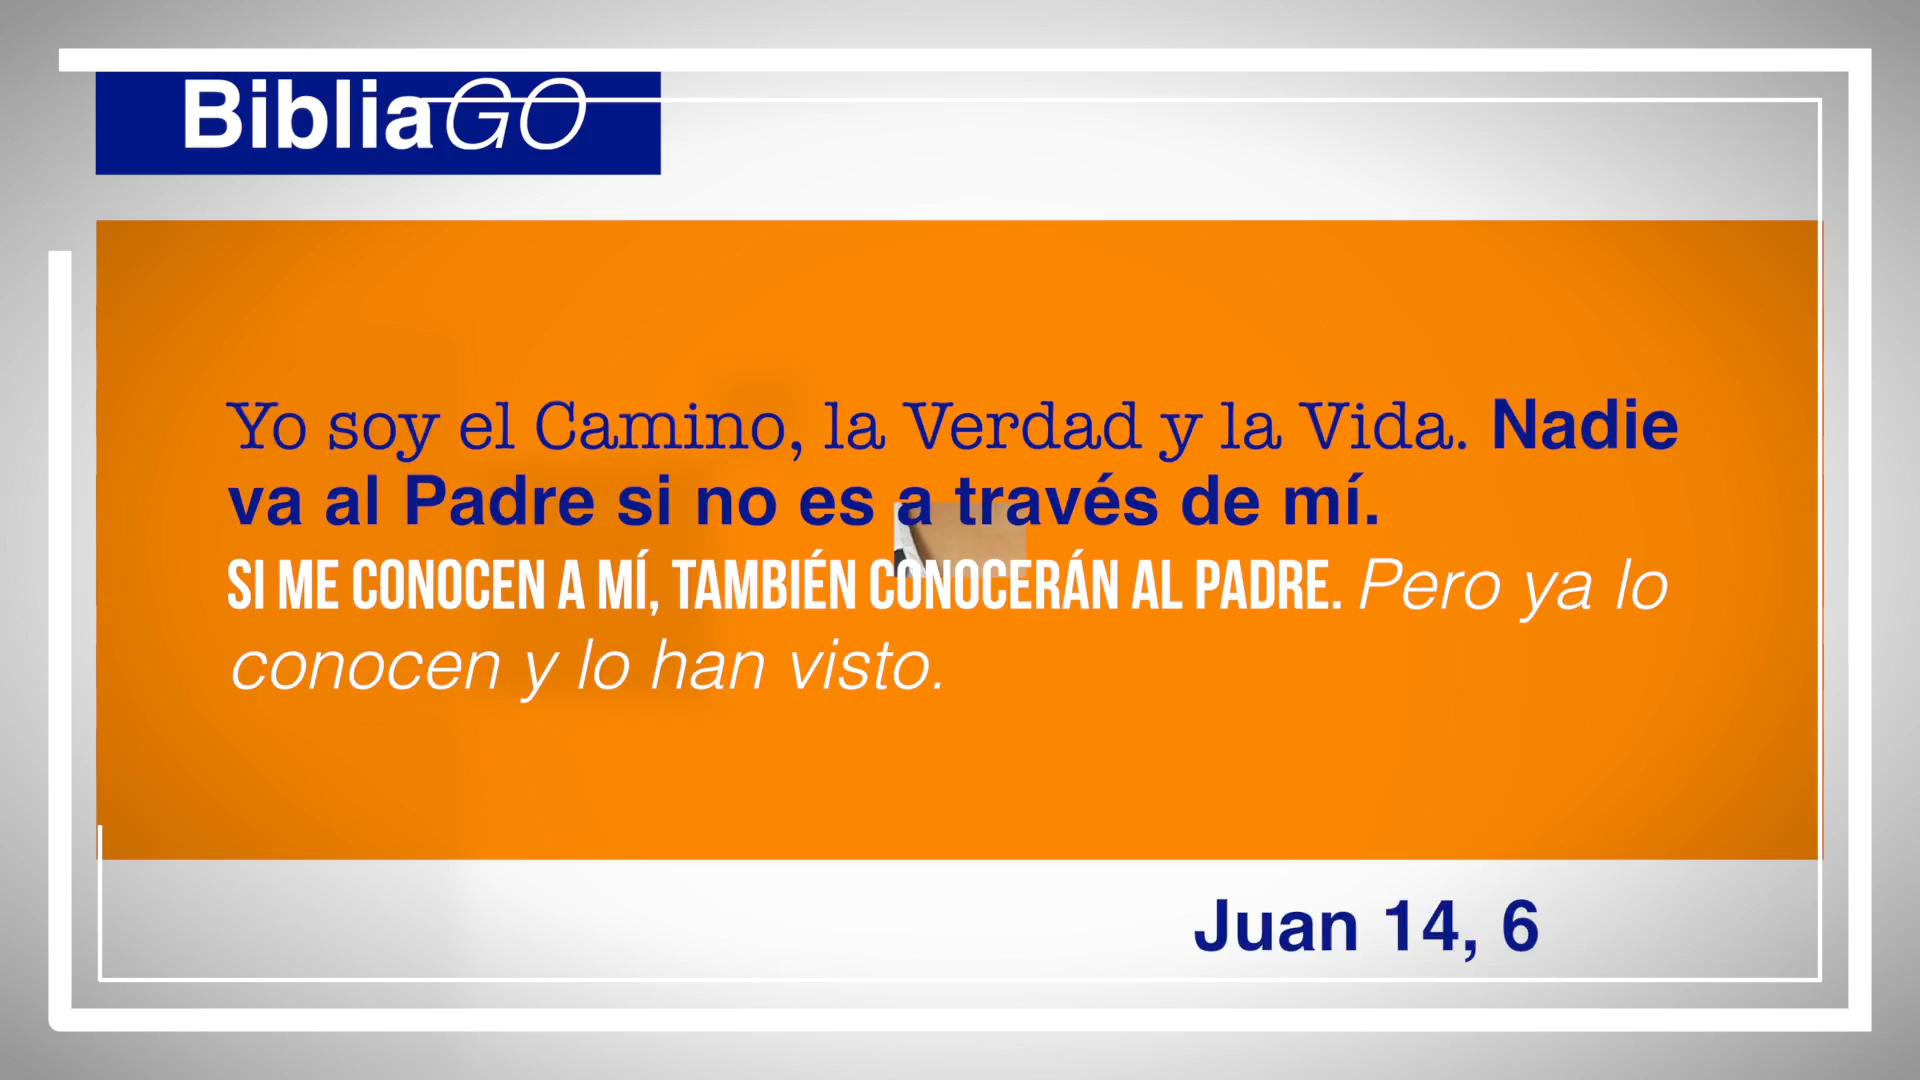 BibliaGO
Yo soy el Camino, la Verdad y la Vida. Nadie
va al Padre si no es a través de mí.
SI ME CONOCEN A MÍ, TAMBIÉN CONOCERÁN AL PADRE. Pero ya lo
conocen y lo han visto.
Juan 14, 6